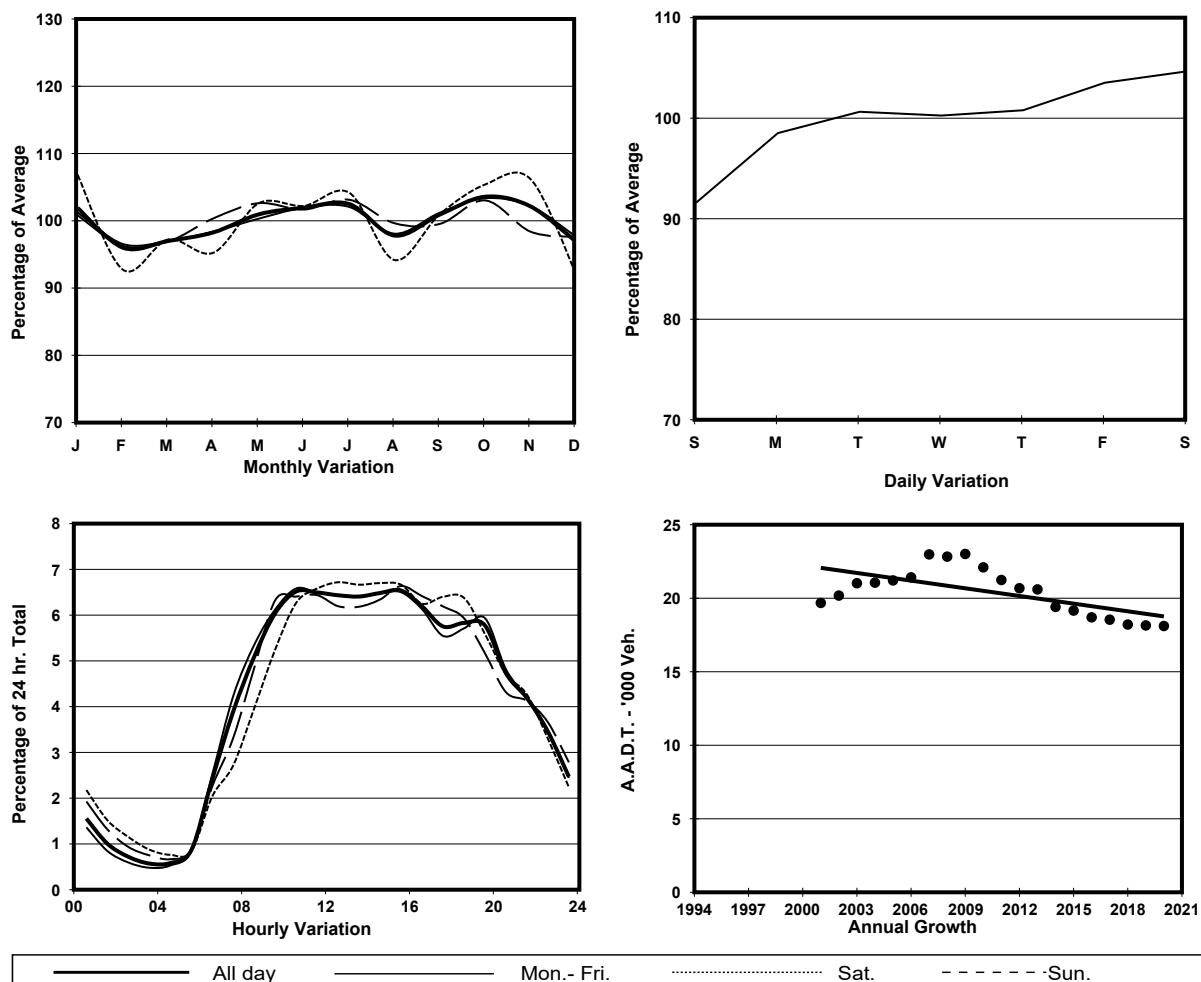 130
120
110
100
90
80
70
Percentage of Average
J F M A M J J A S O N D
Monthly Variation
110
100
90
80
70
Percentage of Average
S M T W T F S
Daily Variation
8
7
6
5
4
3
2
1
0
Percentage of 24 hr. Total
00 04 08 12 16 20 24
Hourly Variation
25
20
15
10
5
0
A.A.D.T. - '000 Veh.
1994 1997 2000 2003 2006 2009 2012 2015 2018 2021
Annual Growth
All day Mon.- Fri. Sat. Sun.